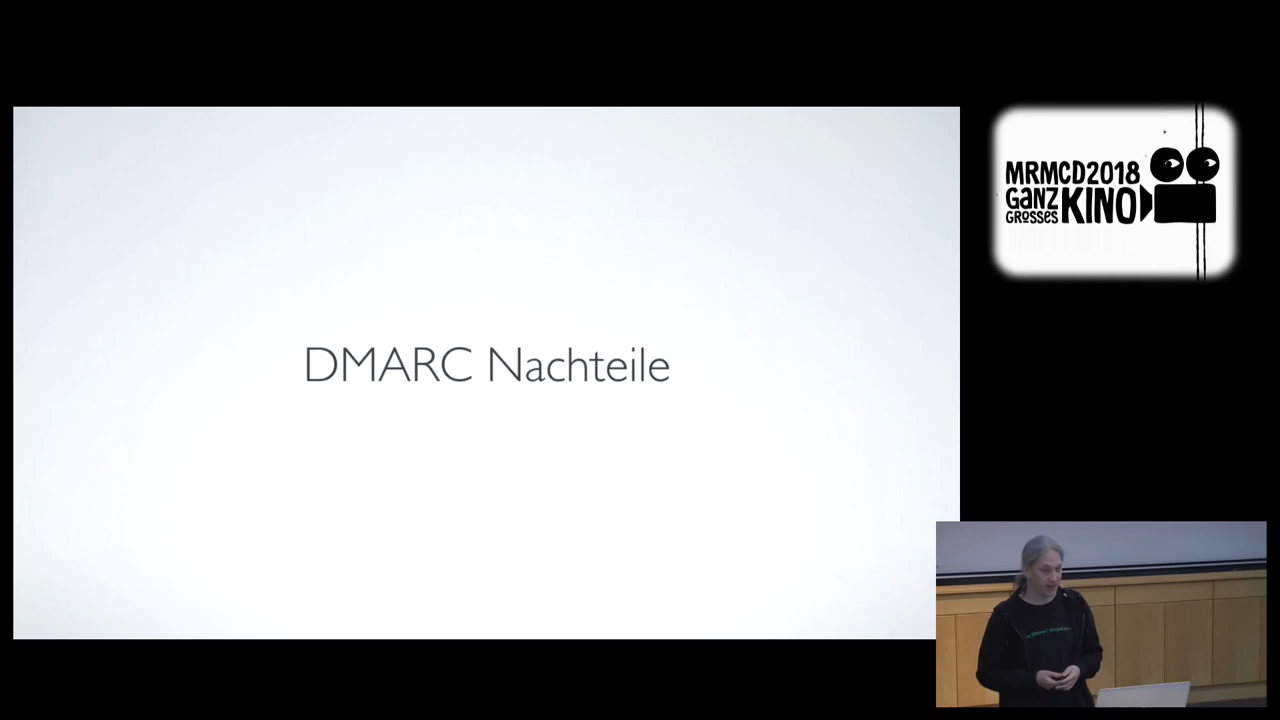 DMARC Nachteile
MRMCD2018
GANZ
GROSSES
KINO